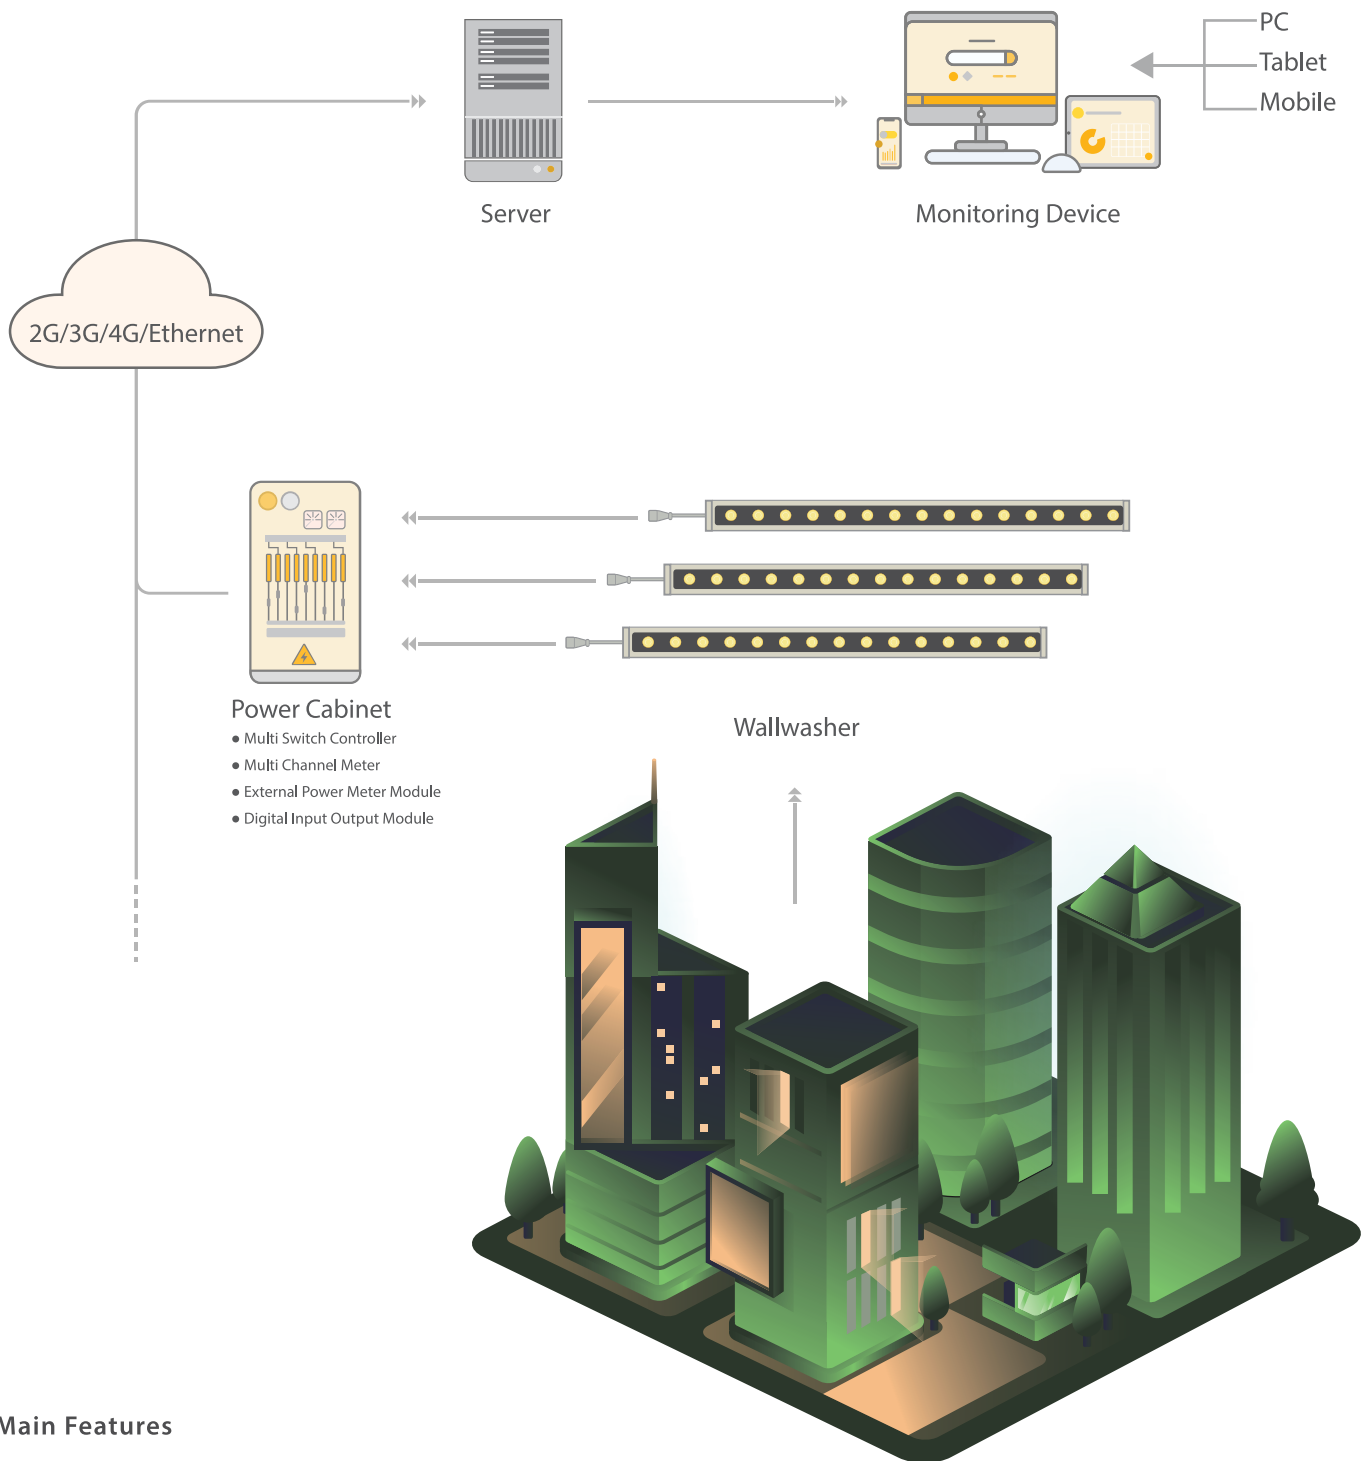 PC
Tablet
Mobile
Server
Monitoring Device
2G/3G/4G/Ethernet
Power Cabinet
● Multi Switch Controller
● Multi Channel Meter
● External Power Meter Module
● Digital Input Output Module
Wallwasher
Main Features